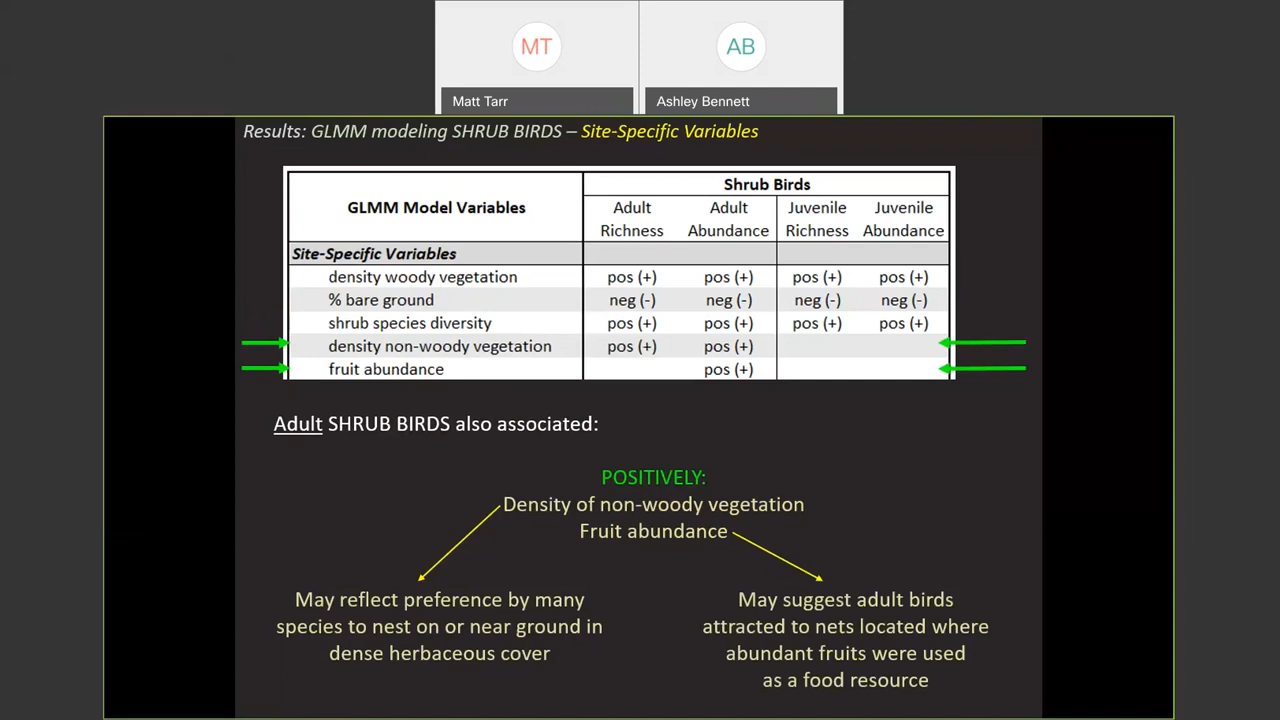 MT
AB
Matt Tarr
Ashley Bennett
Results: GLMM modeling SHRUB BIRDS – Site-Specific Variables
GLMM Model Variables
Shrub Birds
Adult Richness
Adult Abundance
Juvenile Richness
Juvenile Abundance
Site-Specific Variables
density woody vegetation pos (+) pos (+) pos (+) pos (+)
% bare ground neg (-) neg (-) neg (-) neg (-)
shrub species diversity pos (+) pos (+) pos (+) pos (+)
density non-woody vegetation pos (+) pos (+)
fruit abundance pos (+)
Adult SHRUB BIRDS also associated:
POSITIVELY:
Density of non-woody vegetation
Fruit abundance
May reflect preference by many
species to nest on or near ground in
dense herbaceous cover
May suggest adult birds
attracted to nets located where
abundant fruits were used
as a food resource